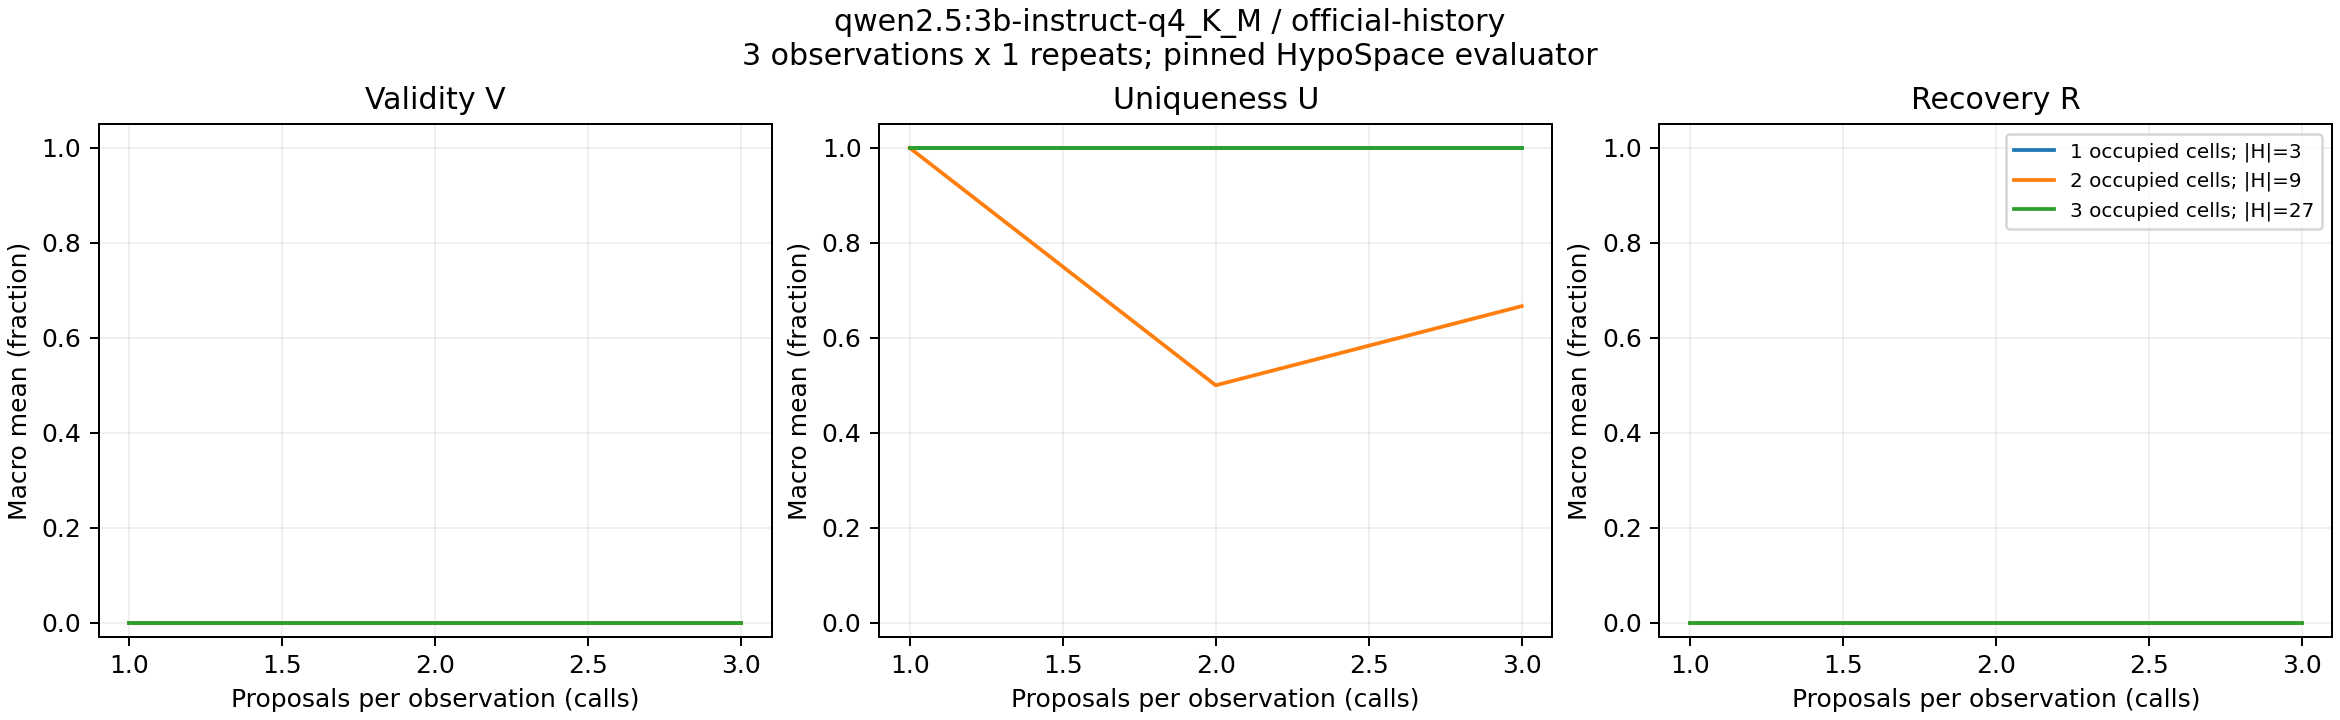 qwen2.5:3b-instruct-q4_K_M / official-history
3 observations x 1 repeats; pinned HypoSpace evaluator
Validity V
Macro mean (fraction)
1.0
0.8
0.6
0.4
0.2
0.0
1.0 1.5 2.0 2.5 3.0
Proposals per observation (calls)
Uniqueness U
Macro mean (fraction)
1.0
0.8
0.6
0.4
0.2
0.0
1.0 1.5 2.0 2.5 3.0
Proposals per observation (calls)
Recovery R
Macro mean (fraction)
1.0
0.8
0.6
0.4
0.2
0.0
1 occupied cells; |H|=3
2 occupied cells; |H|=9
3 occupied cells; |H|=27
1.0 1.5 2.0 2.5 3.0
Proposals per observation (calls)